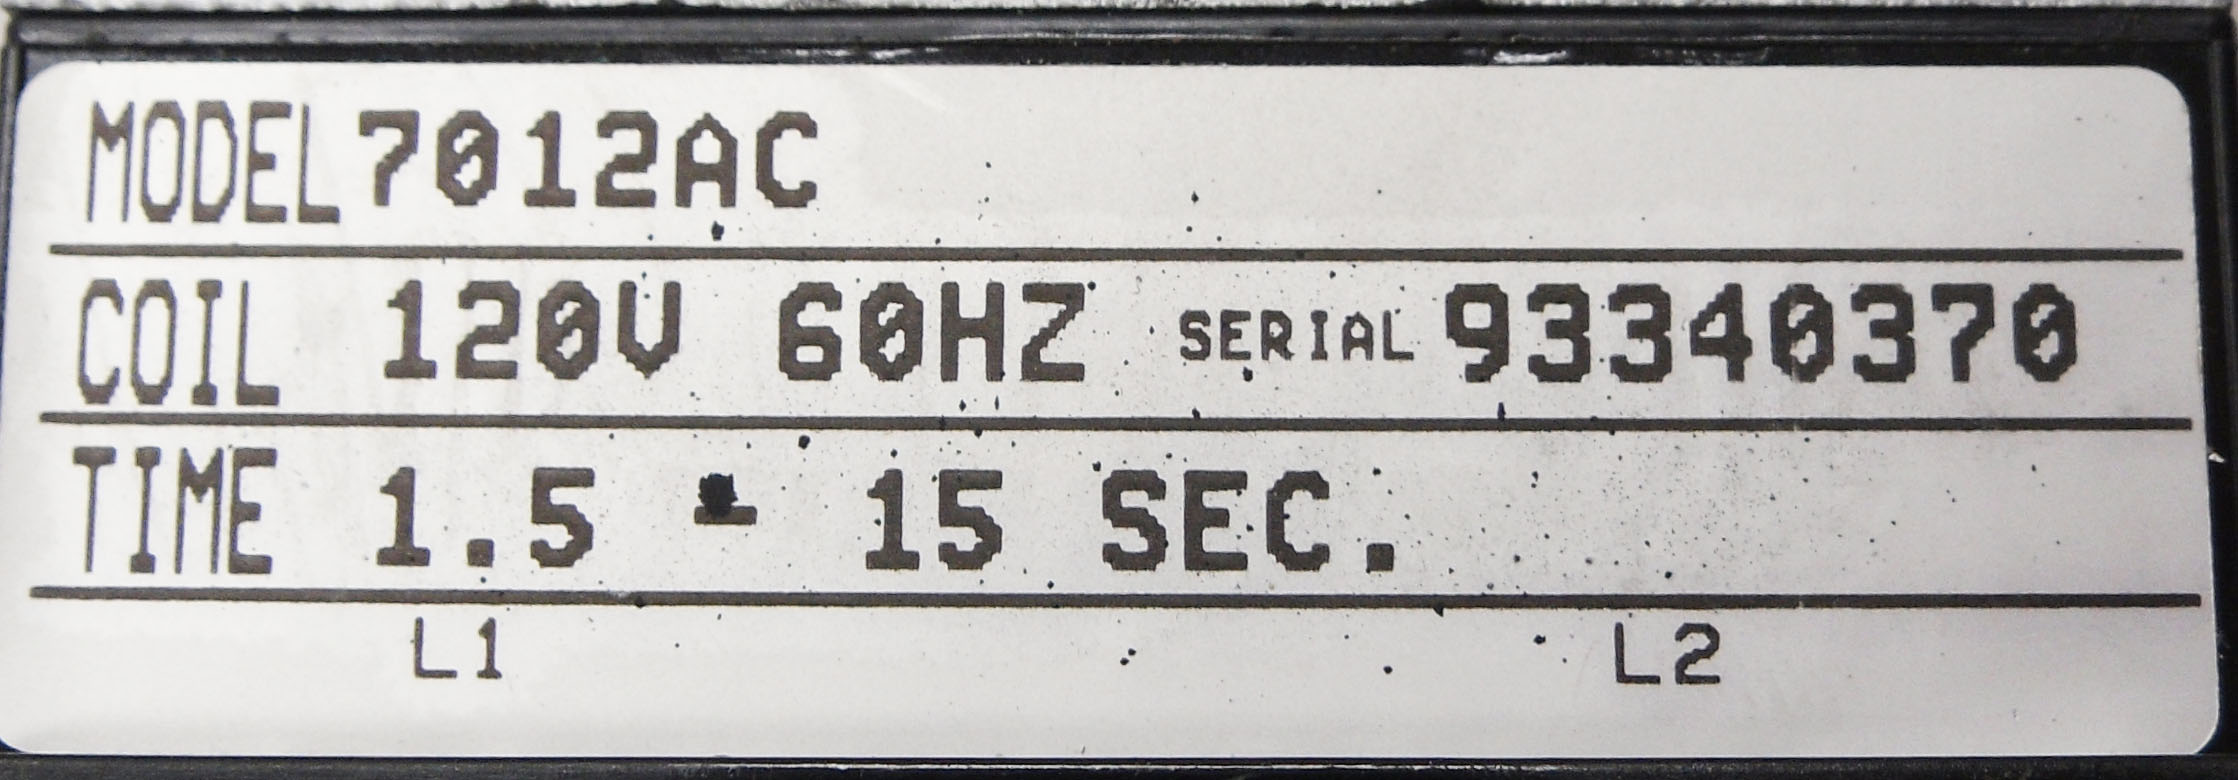 MODEL 7012AC
COIL 120V 60HZ SERIAL 93340370
TIME 1.5 - 15 SEC.
L1 L2